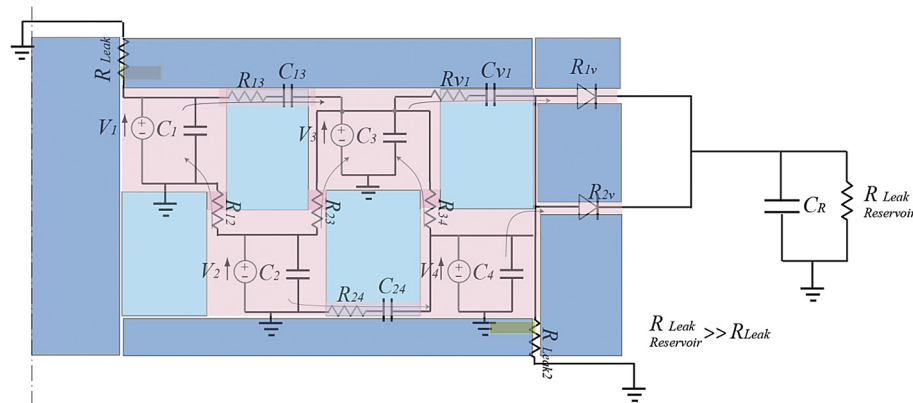 R Leak
R13
C13
Rv1
Cv1
R1v
V1
C1
V3
C3
R12
R23
R34
R2v
CR
R Leak
Reservoir
V2
C2
V4
C4
R24
C24
R Leak2
R Leak
Reservoir >> RLeak